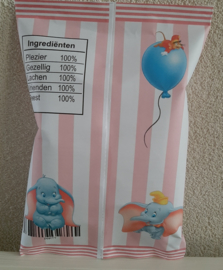 Ingrediënten
Plezier 100%
Gezellig 100%
Lachen 100%
Vrienden 100%
Feest 100%